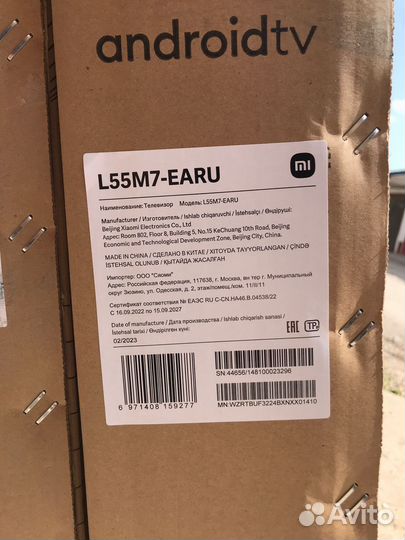 androidtv
L55M7-EARU
mi
Наименование: Телевизор Модель: L55M7-EARU
Manufacturer / Изготовитель / Ishlab chiqaruvchi / İstehsalçı / Өндіруші:
Beijing Xiaomi Electronics Co., Ltd
Адрес: Room 802, Floor 8, Building 5, No.15 KeChuang 10th Road, Beijing
Economic and Technological Development Zone, Beijing City, China.
MADE IN CHINA / СДЕЛАНО В КИТАЕ / XITOYDA TAYYORLANGAN / ÇİNDƏ
İSTEHSAL OLUNUB / ҚЫТАЙДА ЖАСАЛҒАН
Импортер: ООО "Сяоми"
Адрес: Российская федерация, 117638, г. Москва, вн тер г. Муниципальный
округ Зюзино, ул. Одесская, д. 2, этаж/помещ./ком. 11/II/11
Сертификат соответствия № ЕАЭС RU C-CN.HA46.B.04538/22
С 16.09.2022 по 15.09.2027
Date of manufacture / Дата производства / Ishlab chiqarish sanasi /
İstehsal tarixi / Өндірілген күні:
02/2023
EAC
TP
SN:44656/148100023296
6 971408 159277
MN:WZRTBUF3224BXNXX01410
Avito